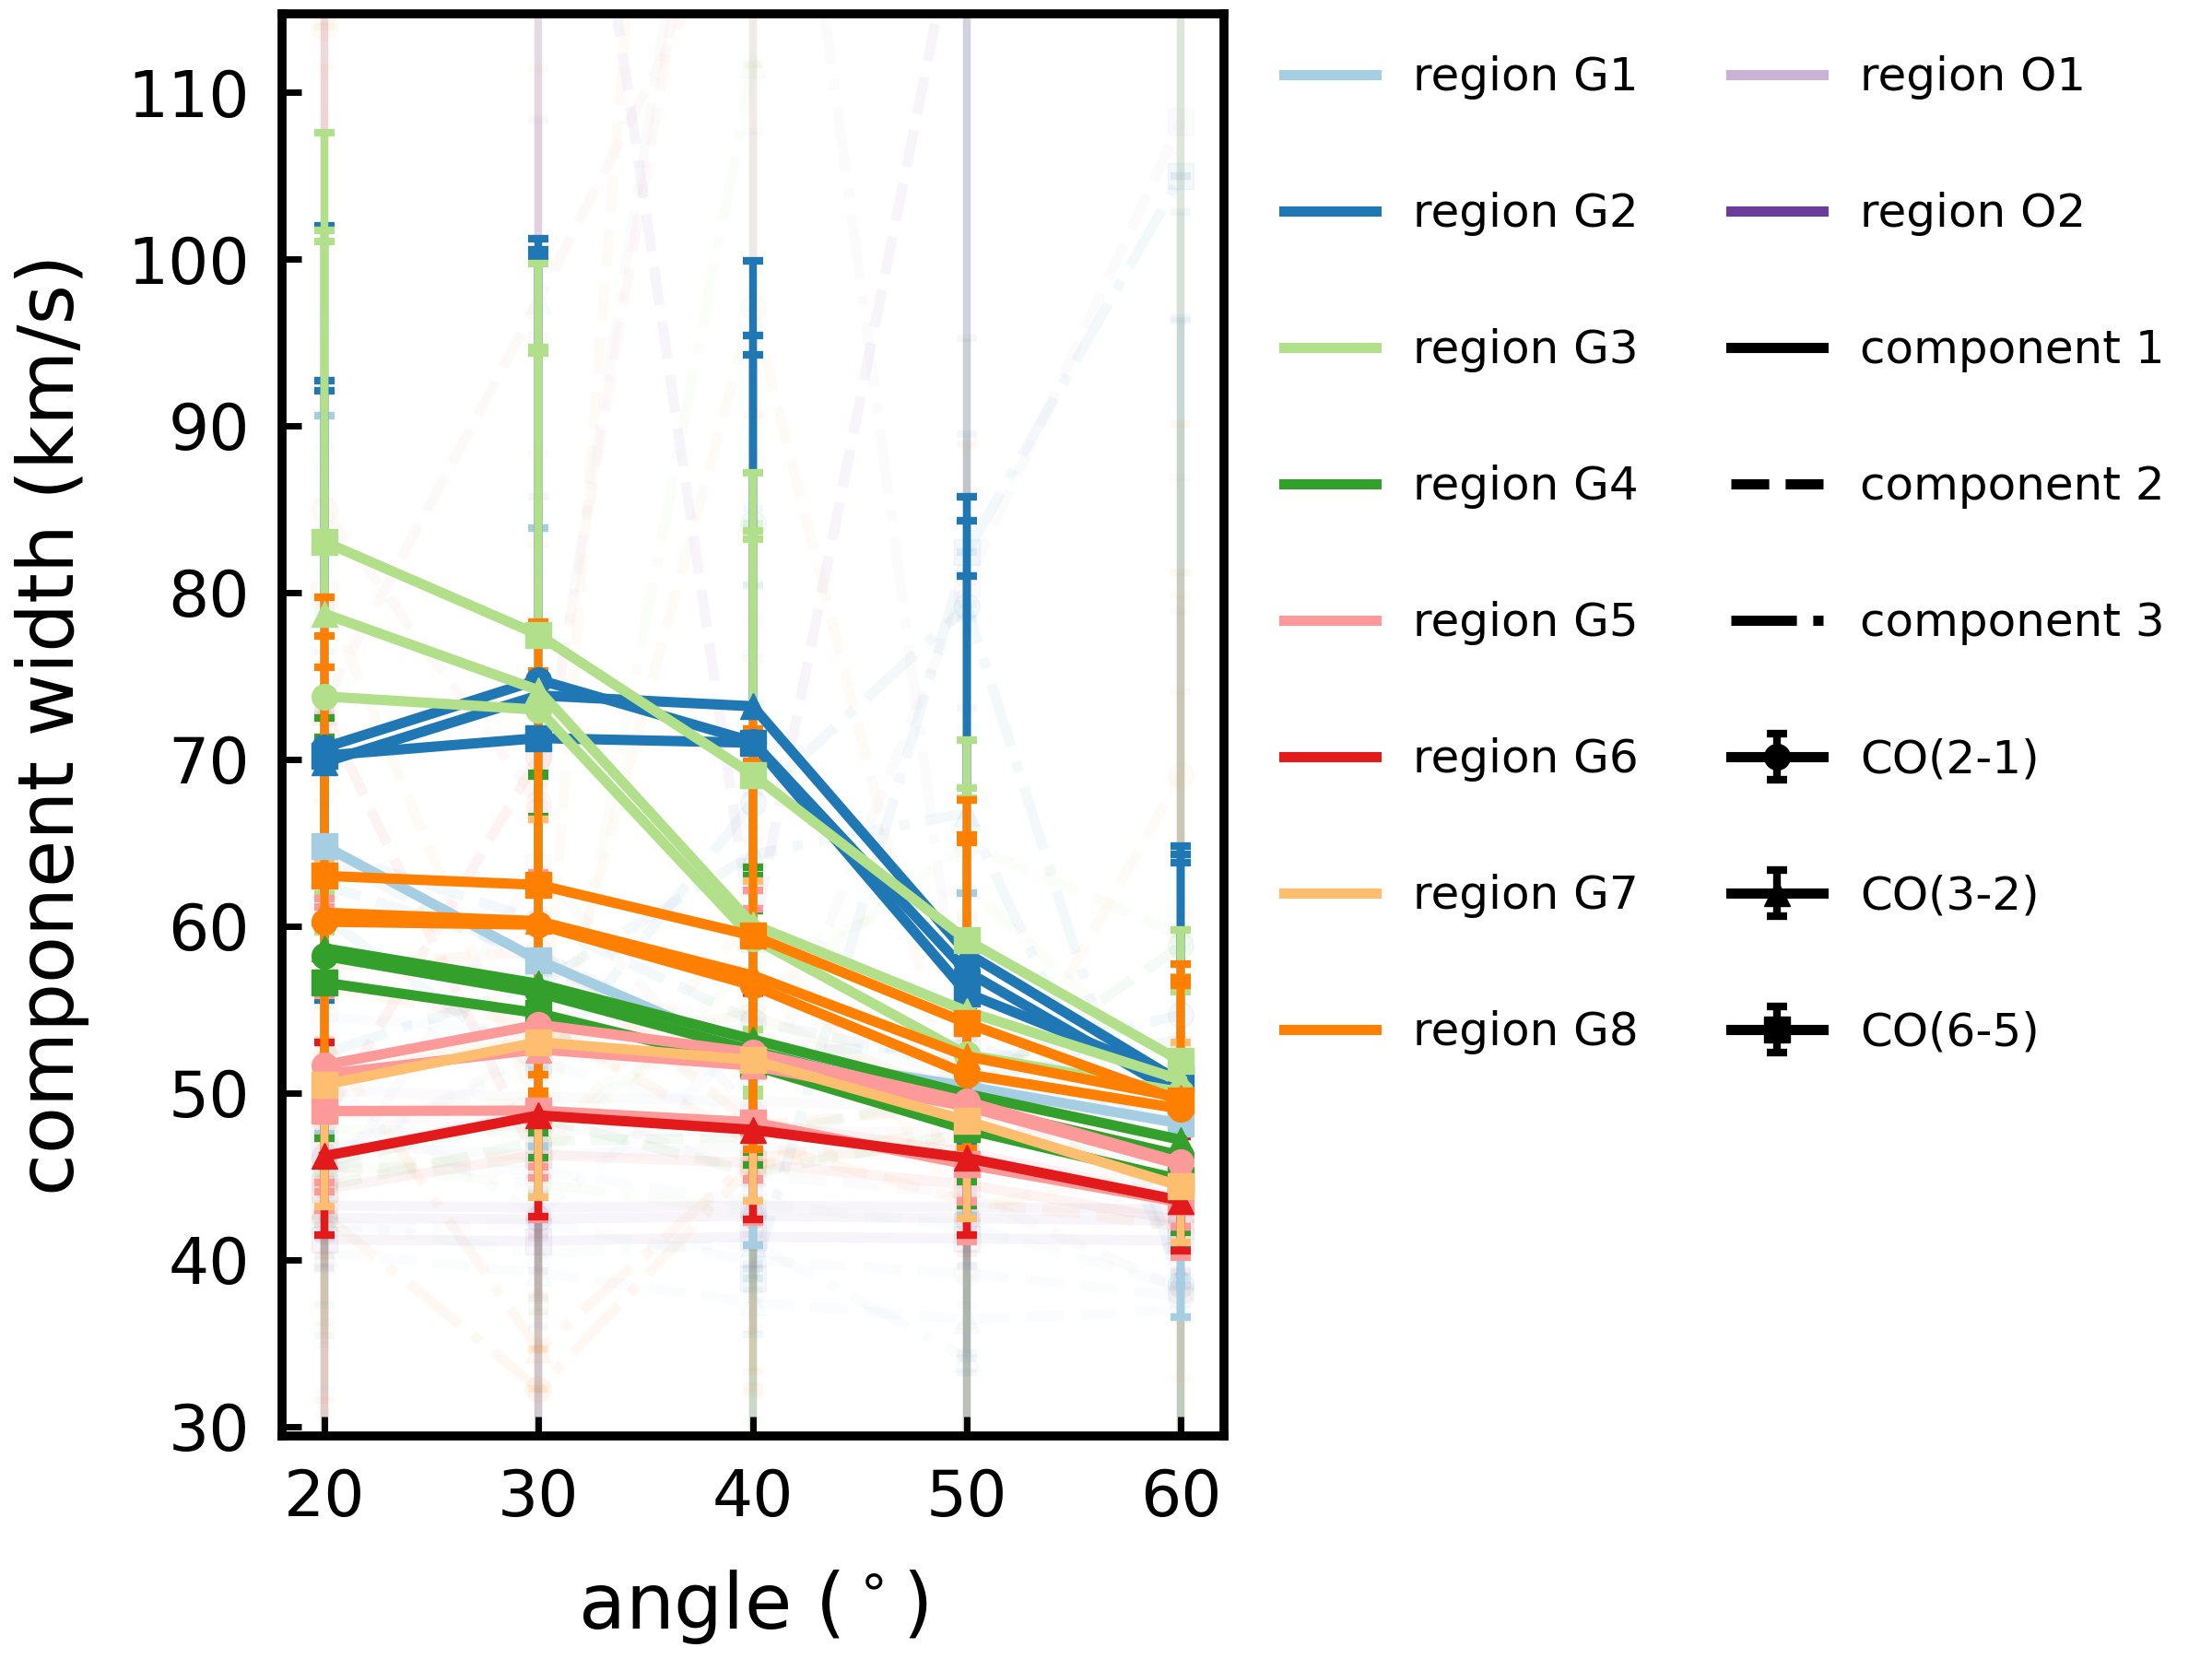 component width (km/s)
110
100
90
80
70
60
50
40
30
20 30 40 50 60
angle (°)
region G1
region G2
region G3
region G4
region G5
region G6
region G7
region G8
region O1
region O2
component 1
component 2
component 3
CO(2-1)
CO(3-2)
CO(6-5)